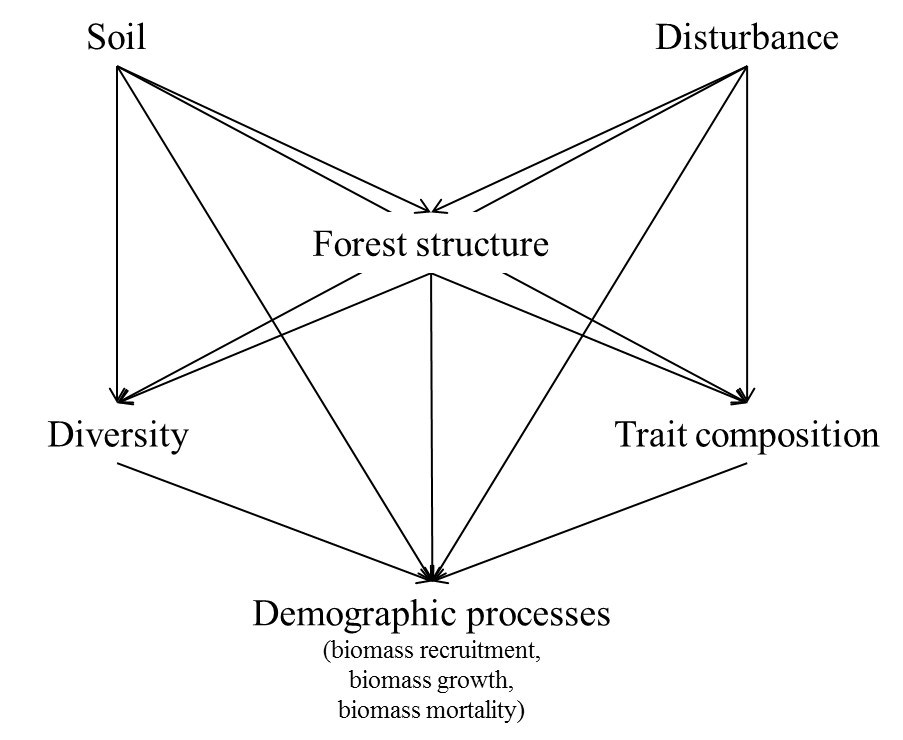 Soil
Disturbance
Forest structure
Diversity
Trait composition
Demographic processes
(biomass recruitment,
biomass growth,
biomass mortality)